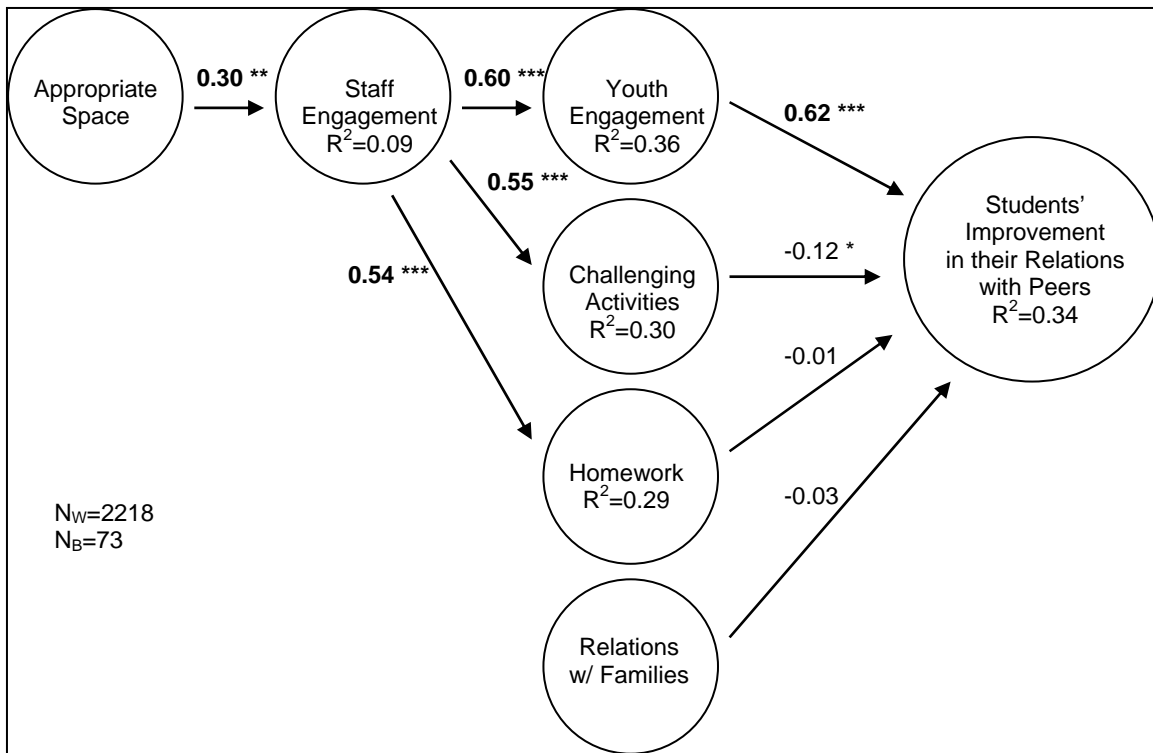 Appropriate
Space
0.30 **
Staff
Engagement
R²=0.09
0.60 ***
Youth
Engagement
R²=0.36
0.62 ***
0.55 ***
0.54 ***
Challenging
Activities
R²=0.30
-0.12 *
Students’
Improvement
in their Relations
with Peers
R²=0.34
-0.01
Homework
R²=0.29
-0.03
N_W=2218
N_B=73
Relations
w/ Families